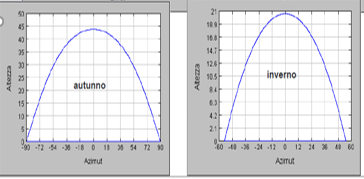 50
45
40
35
30
25
20
15
10
5
0
Altezza
autunno
-90 -72 -54 -36 -18 0 18 36 54 72 90
Azimut
21
18.9
16.8
14.7
12.6
10.5
8.4
6.3
4.2
2.1
0
Altezza
inverno
-60 -48 -36 -24 -12 0 12 24 36 48 60
Azimut